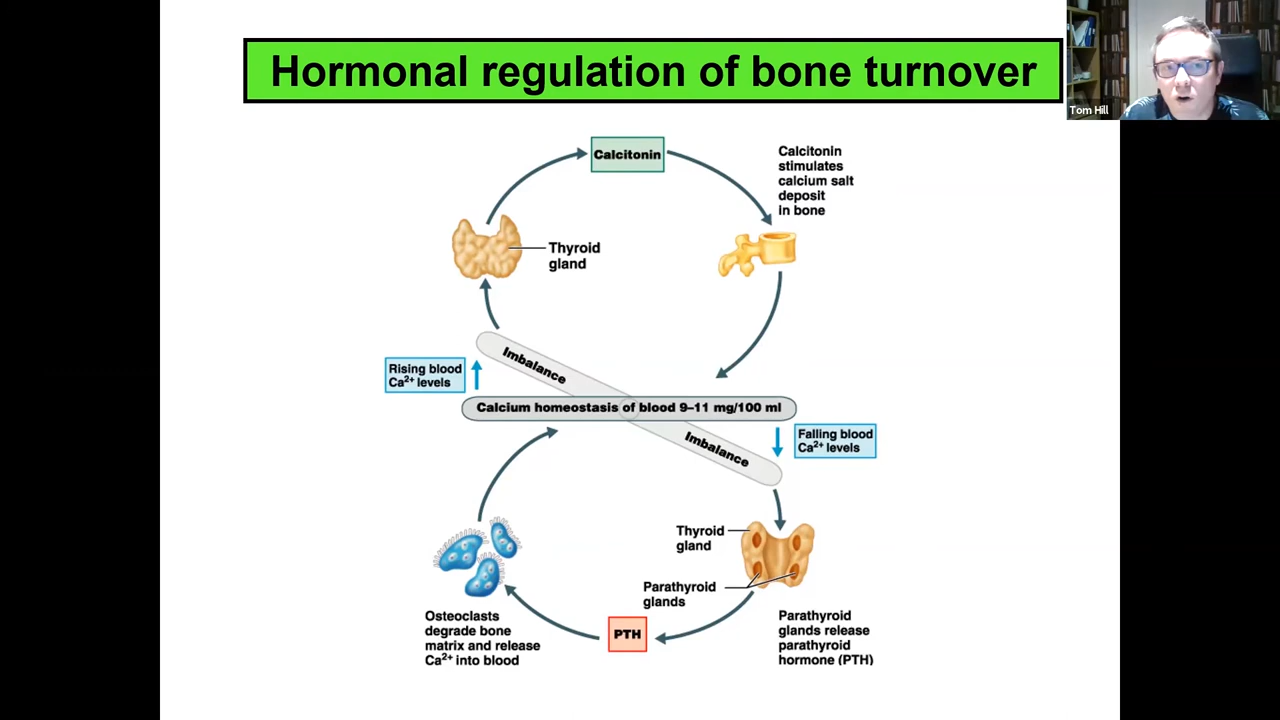 Hormonal regulation of bone turnover
Tom Hill
Calcitonin
Calcitonin
stimulates
calcium salt
deposit
in bone
Thyroid
gland
Imbalance
Rising blood
Ca²⁺ levels
Calcium homeostasis of blood 9–11 mg/100 ml
Imbalance
Falling blood
Ca²⁺ levels
Thyroid
gland
Parathyroid
glands
Parathyroid
glands release
parathyroid
hormone (PTH)
PTH
Osteoclasts
degrade bone
matrix and release
Ca²⁺ into blood